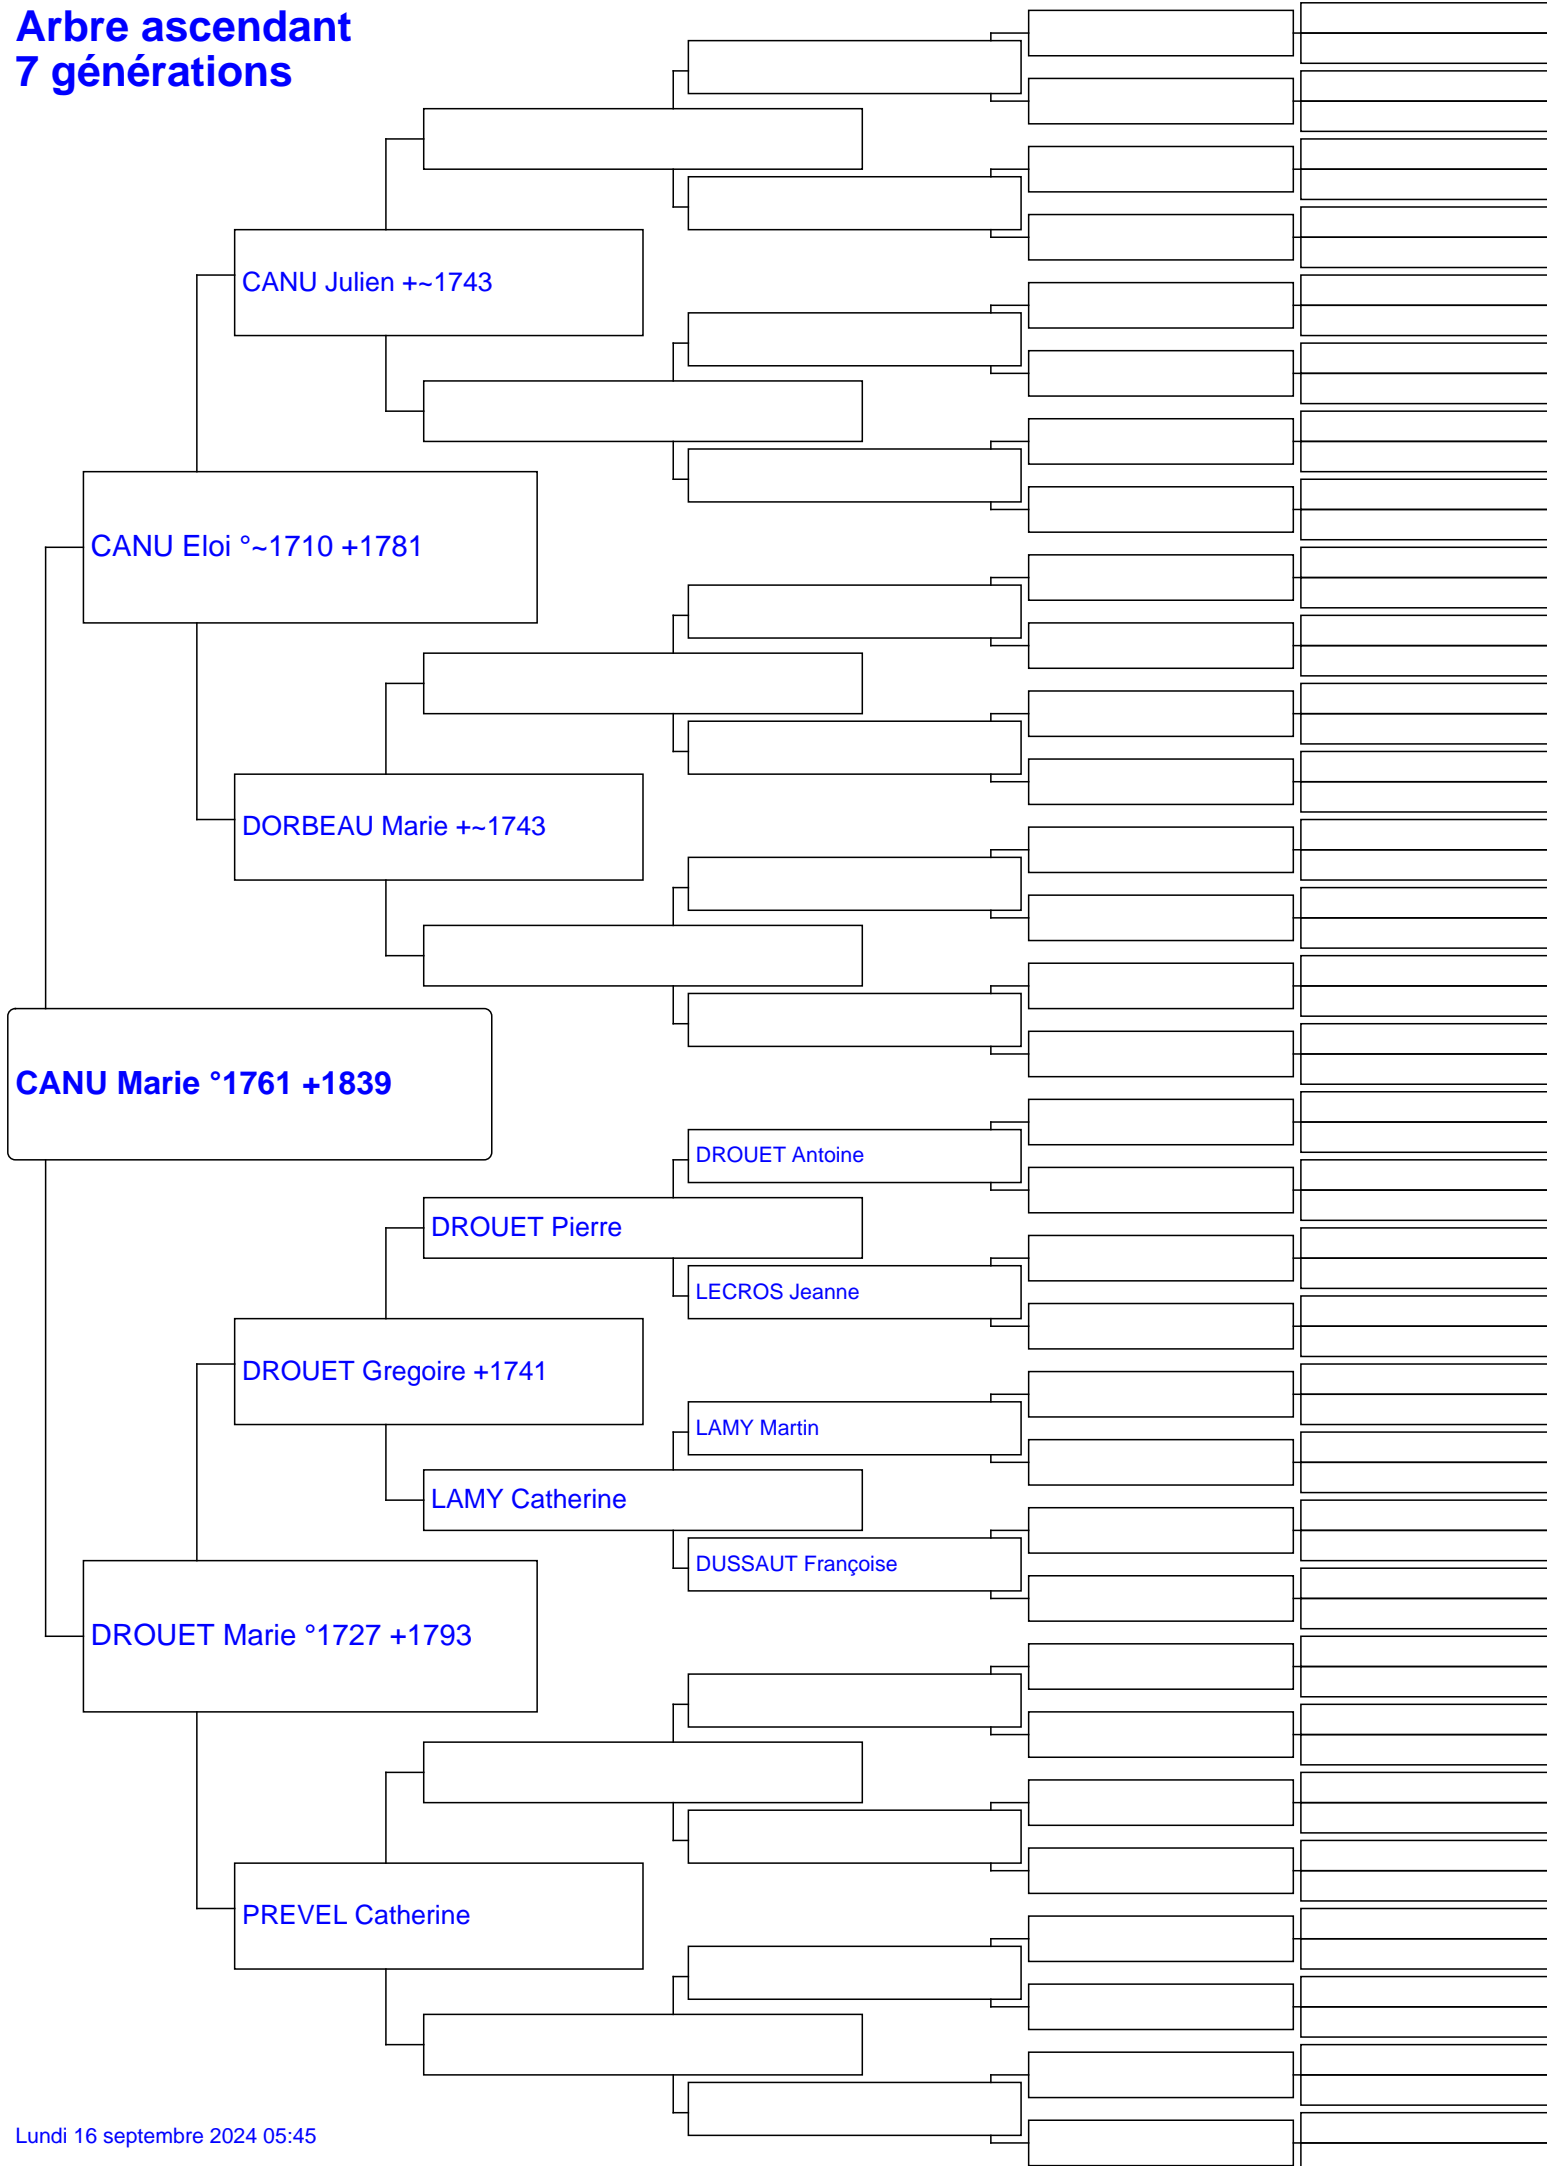 Arbre ascendant
7 générations
CANU Julien +~1743
CANU Eloi °~1710 +1781
DORBEAU Marie +~1743
CANU Marie °1761 +1839
DROUET Antoine
DROUET Pierre
LECROS Jeanne
DROUET Gregoire +1741
LAMY Martin
LAMY Catherine
DUSSAUT Françoise
DROUET Marie °1727 +1793
PREVEL Catherine
Lundi 16 septembre 2024 05:45